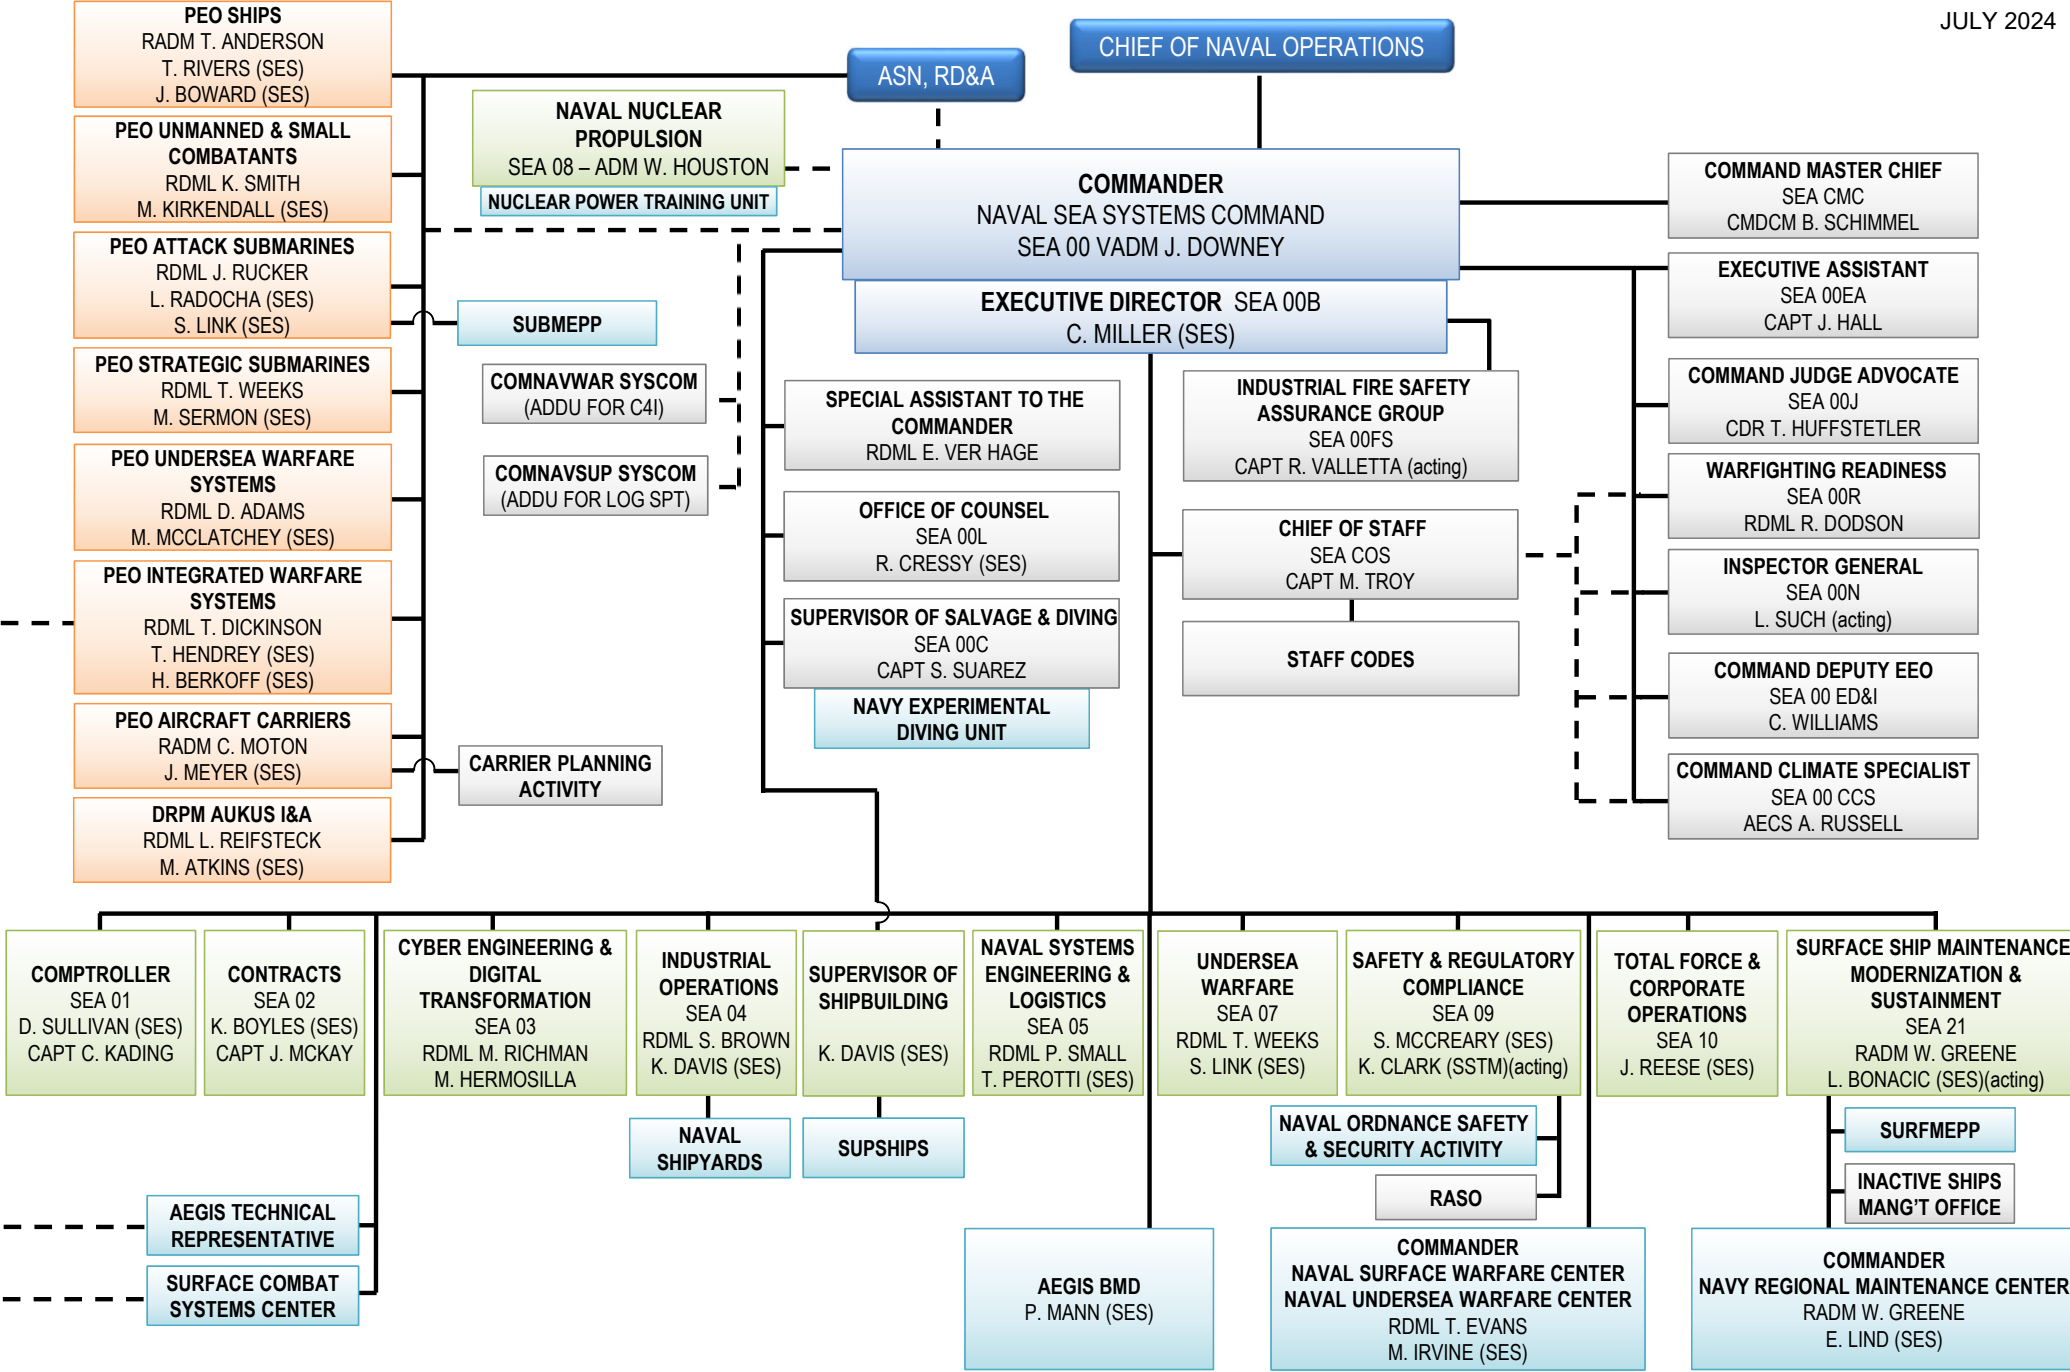 JULY 2024
CHIEF OF NAVAL OPERATIONS
ASN, RD&A
PEO SHIPS
RADM T. ANDERSON
T. RIVERS (SES)
J. BOWARD (SES)
PEO UNMANNED & SMALL
COMBATANTS
RDML K. SMITH
M. KIRKENDALL (SES)
PEO ATTACK SUBMARINES
RDML J. RUCKER
L. RADOCHA (SES)
S. LINK (SES)
SUBMEPP
PEO STRATEGIC SUBMARINES
RDML T. WEEKS
M. SERMON (SES)
PEO UNDERSEA WARFARE
SYSTEMS
RDML D. ADAMS
M. MCCLATCHEY (SES)
PEO INTEGRATED WARFARE
SYSTEMS
RDML T. DICKINSON
T. HENDREY (SES)
H. BERKOFF (SES)
PEO AIRCRAFT CARRIERS
RADM C. MOTON
J. MEYER (SES)
CARRIER PLANNING
ACTIVITY
DRPM AUKUS I&A
RDML L. REIFSTECK
M. ATKINS (SES)
NAVAL NUCLEAR
PROPULSION
SEA 08 – ADM W. HOUSTON
NUCLEAR POWER TRAINING UNIT
COMMANDER
NAVAL SEA SYSTEMS COMMAND
SEA 00 VADM J. DOWNEY
EXECUTIVE DIRECTOR SEA 00B
C. MILLER (SES)
COMNAVWAR SYSCOM
(ADDU FOR C4I)
COMNAVSUP SYSCOM
(ADDU FOR LOG SPT)
SPECIAL ASSISTANT TO THE
COMMANDER
RDML E. VER HAGE
OFFICE OF COUNSEL
SEA 00L
R. CRESSY (SES)
SUPERVISOR OF SALVAGE & DIVING
SEA 00C
CAPT S. SUAREZ
NAVY EXPERIMENTAL
DIVING UNIT
INDUSTRIAL FIRE SAFETY
ASSURANCE GROUP
SEA 00FS
CAPT R. VALLETTA (acting)
CHIEF OF STAFF
SEA COS
CAPT M. TROY
STAFF CODES
COMMAND MASTER CHIEF
SEA CMC
CMDCM B. SCHIMMEL
EXECUTIVE ASSISTANT
SEA 00EA
CAPT J. HALL
COMMAND JUDGE ADVOCATE
SEA 00J
CDR T. HUFFSTETLER
WARFIGHTING READINESS
SEA 00R
RDML R. DODSON
INSPECTOR GENERAL
SEA 00N
L. SUCH (acting)
COMMAND DEPUTY EEO
SEA 00 ED&I
C. WILLIAMS
COMMAND CLIMATE SPECIALIST
SEA 00 CCS
AECS A. RUSSELL
COMPTROLLER
SEA 01
D. SULLIVAN (SES)
CAPT C. KADING
CONTRACTS
SEA 02
K. BOYLES (SES)
CAPT J. MCKAY
CYBER ENGINEERING &
DIGITAL
TRANSFORMATION
SEA 03
RDML M. RICHMAN
M. HERMOSILLA
INDUSTRIAL
OPERATIONS
SEA 04
RDML S. BROWN
K. DAVIS (SES)
SUPERVISOR OF
SHIPBUILDING
K. DAVIS (SES)
NAVAL SYSTEMS
ENGINEERING &
LOGISTICS
SEA 05
RDML P. SMALL
T. PEROTTI (SES)
UNDERSEA
WARFARE
SEA 07
RDML T. WEEKS
S. LINK (SES)
SAFETY & REGULATORY
COMPLIANCE
SEA 09
S. MCCREARY (SES)
K. CLARK (SSTM)(acting)
TOTAL FORCE &
CORPORATE
OPERATIONS
SEA 10
J. REESE (SES)
SURFACE SHIP MAINTENANCE
MODERNIZATION &
SUSTAINMENT
SEA 21
RADM W. GREENE
L. BONACIC (SES)(acting)
NAVAL
SHIPYARDS
SUPSHIPS
NAVAL ORDNANCE SAFETY
& SECURITY ACTIVITY
RASO
SURFMEPP
INACTIVE SHIPS
MANG'T OFFICE
AEGIS TECHNICAL
REPRESENTATIVE
SURFACE COMBAT
SYSTEMS CENTER
AEGIS BMD
P. MANN (SES)
COMMANDER
NAVAL SURFACE WARFARE CENTER
NAVAL UNDERSEA WARFARE CENTER
RDML T. EVANS
M. IRVINE (SES)
COMMANDER
NAVY REGIONAL MAINTENANCE CENTER
RADM W. GREENE
E. LIND (SES)